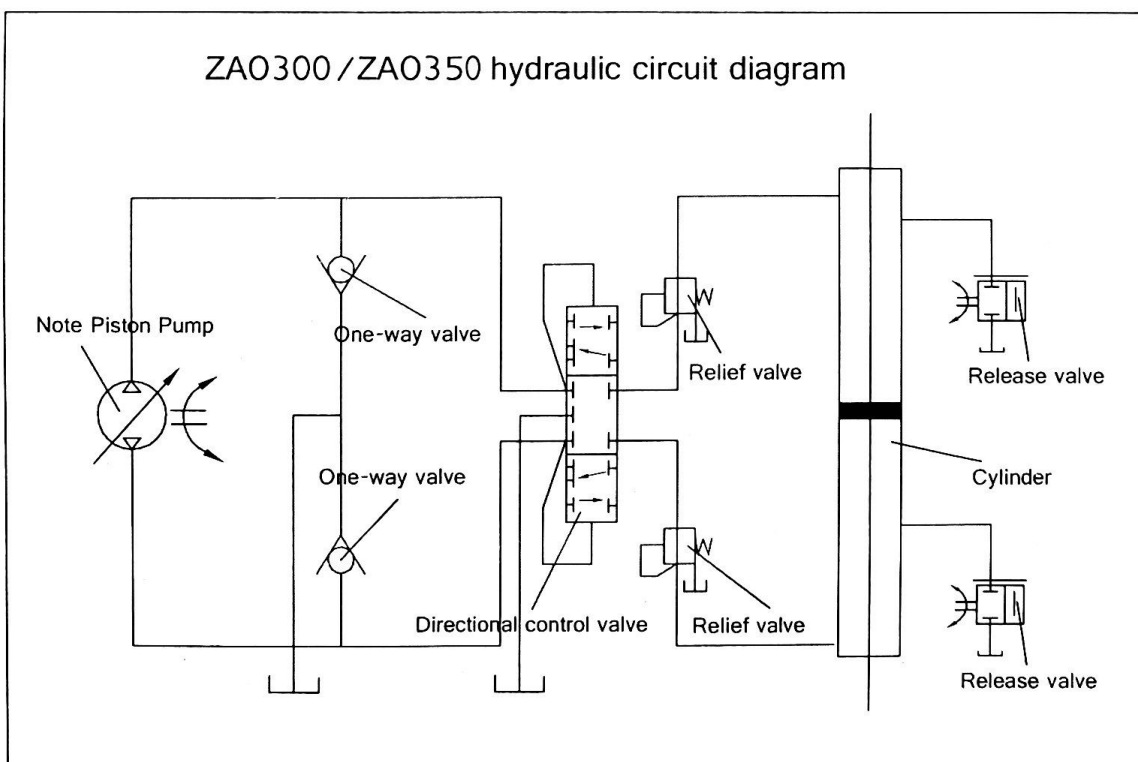 ZAO300/ZAO350 hydraulic circuit diagram
Note Piston Pump
One-way valve
Relief valve
Release valve
One-way valve
Cylinder
Directional control valve
Relief valve
Release valve